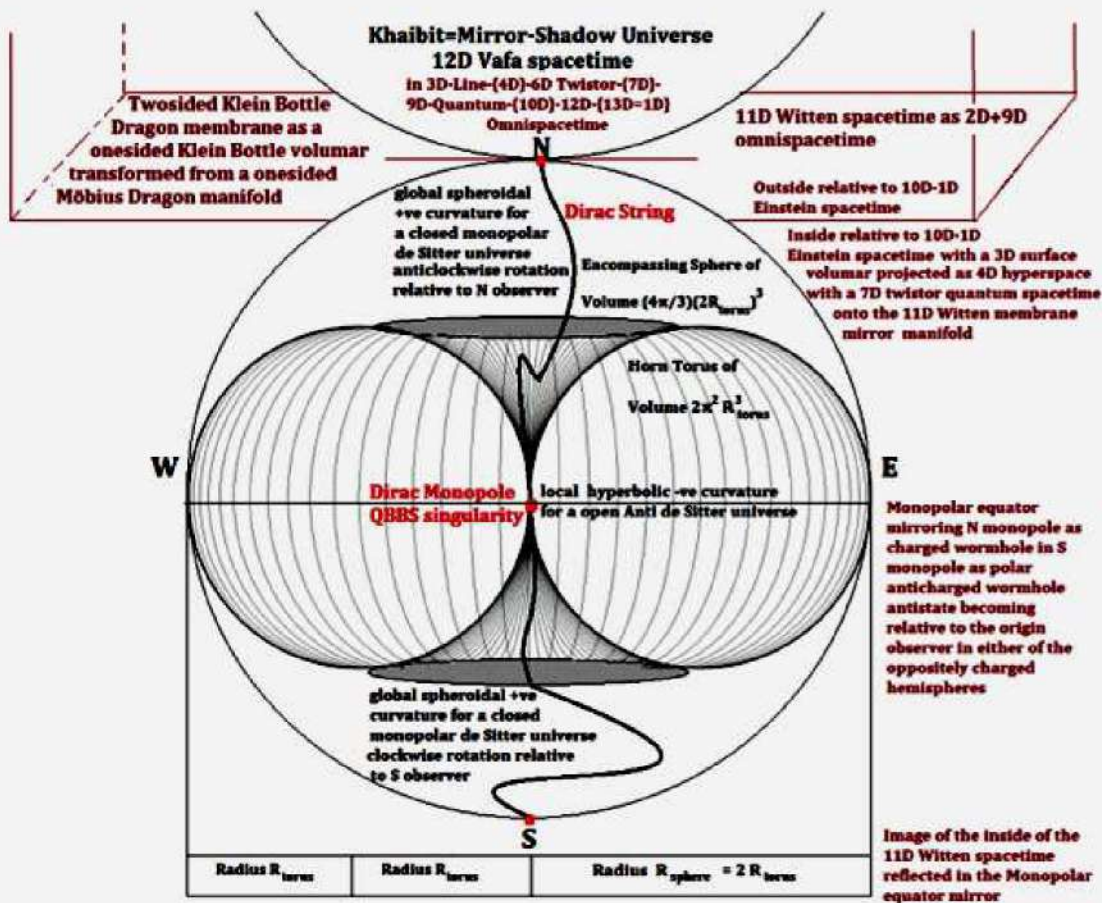 Khaibit=Mirror-Shadow Universe
12D Vafa spacetime
in 3D-Line-{4D}-6D Twistor-{7D}-
9D-Quantum-{10D}-12D-{13D=1D}
Omnispacetime
N
Twosided Klein Bottle
Dragon membrane as a
onesided Klein Bottle volumar
transformed from a onesided
Möbius Dragon manifold
11D Witten spacetime as 2D+9D
omnispacetime
Outside relative to 10D-1D
Einstein spacetime
Inside relative to 10D-1D
Einstein spacetime with a 3D surface
volumar projected as 4D hyperspace
with a 7D twistor quantum spacetime
onto the 11D Witten membrane
mirror manifold
global spheroidal
+ve curvature for
a closed monopolar
de Sitter universe
anticlockwise rotation
relative to N observer
Dirac String
Encompassing Sphere of
Volume (4π/3)(2R_torus)^3
Horn Torus of
Volume 2π² R³_torus
W
E
Dirac Monopole
QBBS singularity
local hyperbolic -ve curvature
for a open Anti de Sitter universe
Monopolar equator
mirroring N monopole as
charged wormhole in S
monopole as polar
anticharged wormhole
antistate becoming
relative to the origin
observer in either of the
oppositely charged
hemispheres
global spheroidal +ve
curvature for a closed
monopolar de Sitter universe
clockwise rotation relative
to S observer
S
Radius R_torus
Radius R_torus
Radius R_sphere = 2 R_torus
Image of the inside of the
11D Witten spacetime
reflected in the Monopolar
equator mirror